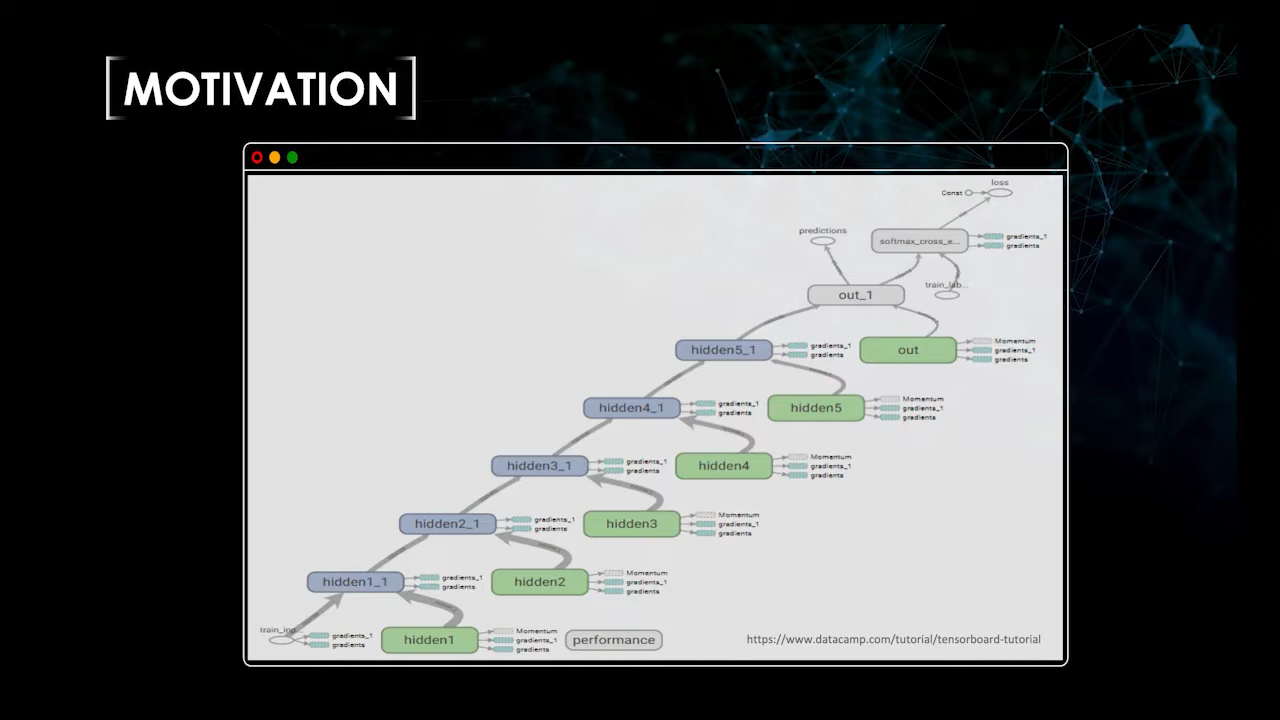 MOTIVATION
loss
Const
predictions
softmax_cross_e...
gradients_1
gradients
train_lab...
out_1
hidden5_1
gradients_1
gradients
out
Momentum
gradients_1
gradients
hidden4_1
gradients_1
gradients
hidden5
Momentum
gradients_1
gradients
hidden3_1
gradients_1
gradients
hidden4
Momentum
gradients_1
gradients
hidden2_1
gradients_1
gradients
hidden3
Momentum
gradients_1
gradients
hidden1_1
gradients_1
gradients
hidden2
Momentum
gradients_1
gradients
train_inp...
gradients_1
gradients
hidden1
Momentum
gradients_1
gradients
performance
https://www.datacamp.com/tutorial/tensorboard-tutorial